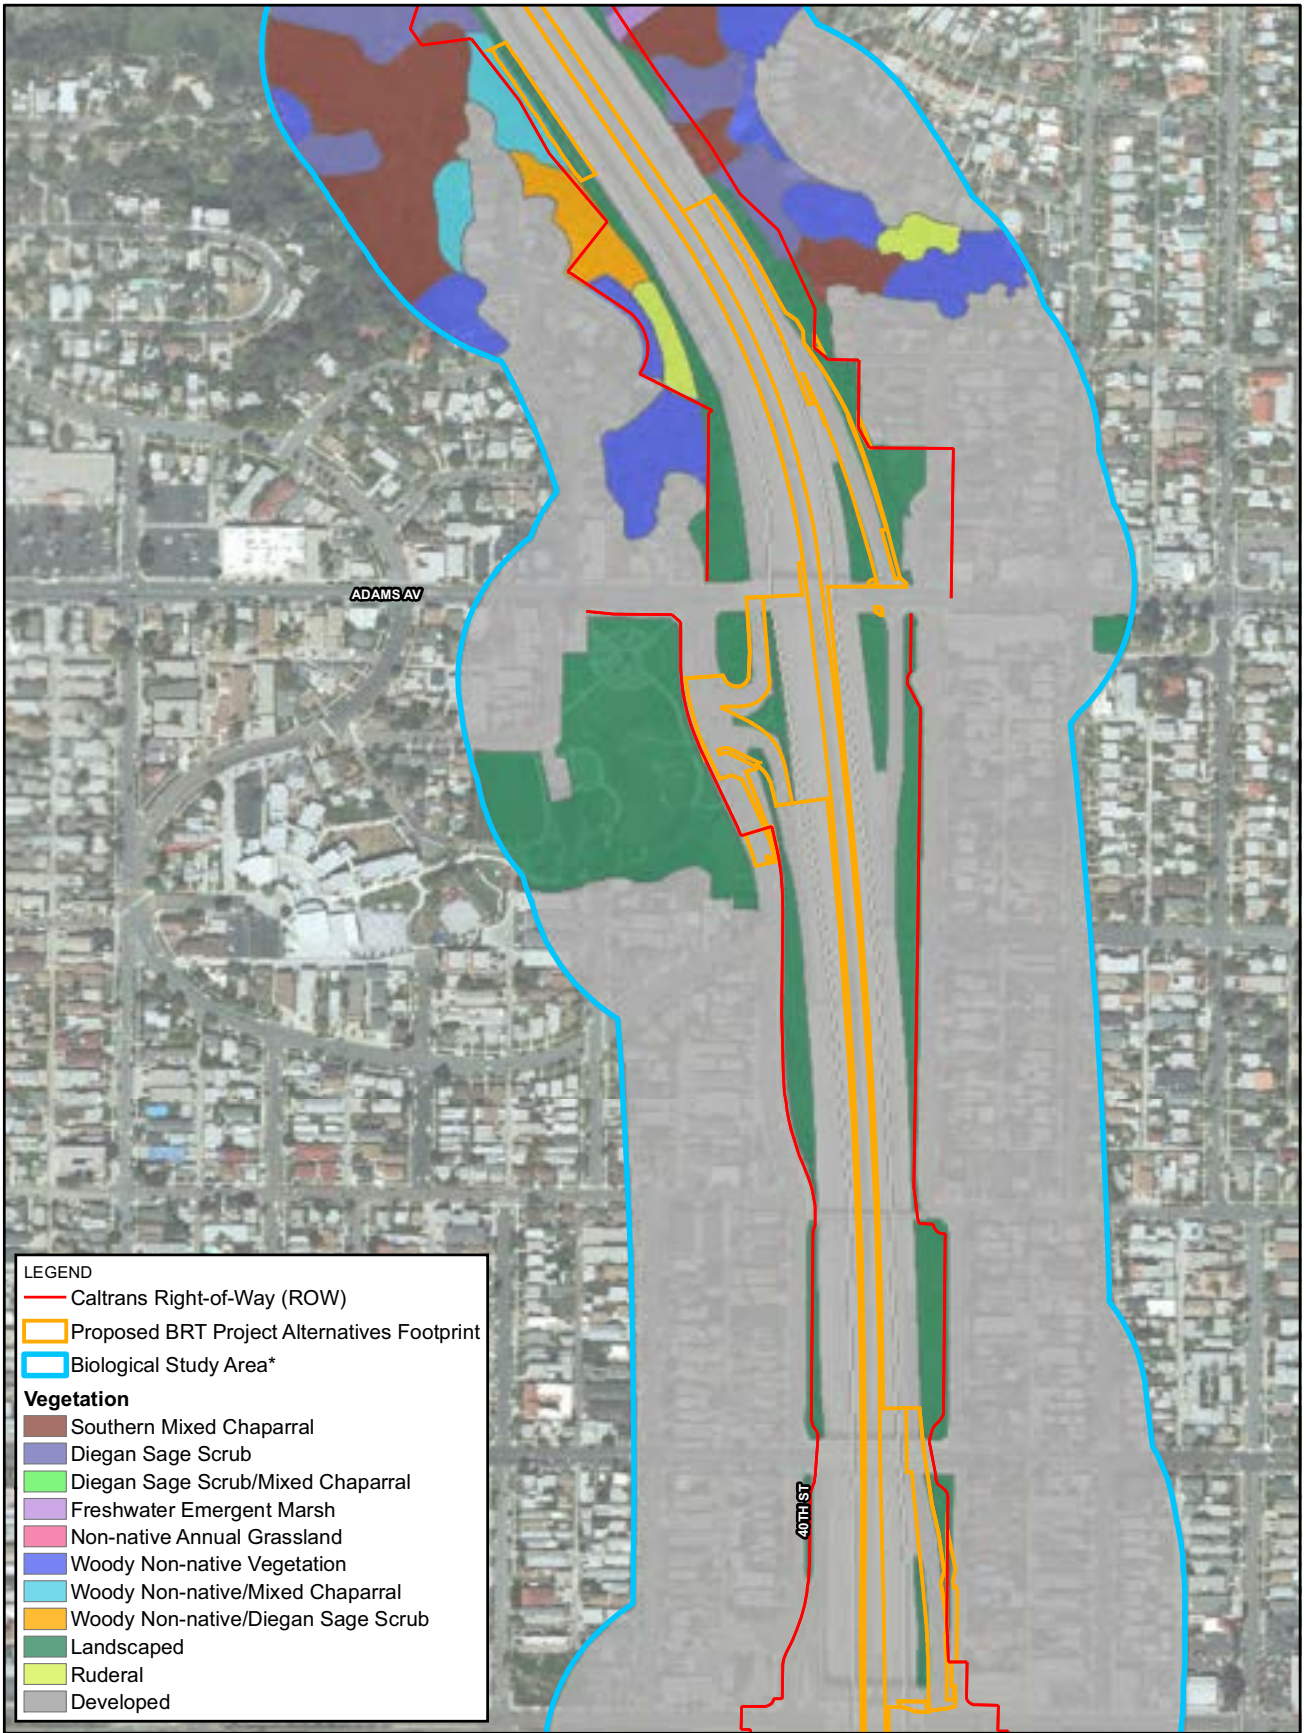 ADAMS AV
40TH ST
LEGEND
Caltrans Right-of-Way (ROW)
Proposed BRT Project Alternatives Footprint
Biological Study Area*
Vegetation
Southern Mixed Chaparral
Diegan Sage Scrub
Diegan Sage Scrub/Mixed Chaparral
Freshwater Emergent Marsh
Non-native Annual Grassland
Woody Non-native Vegetation
Woody Non-native/Mixed Chaparral
Woody Non-native/Diegan Sage Scrub
Landscaped
Ruderal
Developed